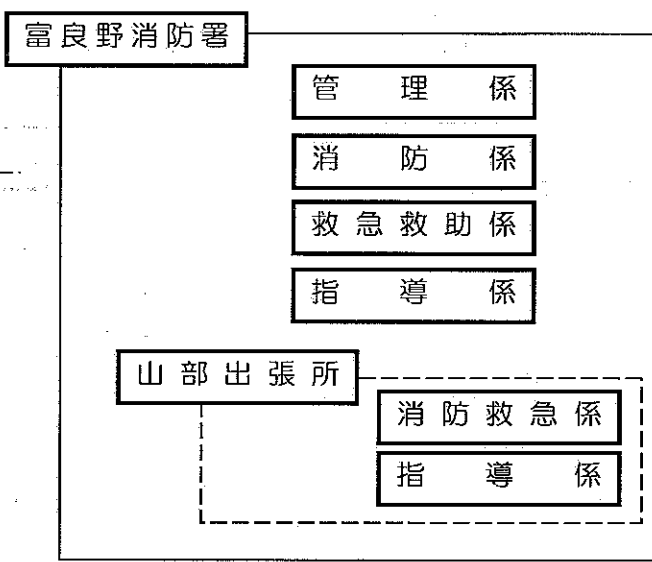 富良野消防署
管理係
消防係
救急救助係
指導係
山部出張所
消防救急係
指導係